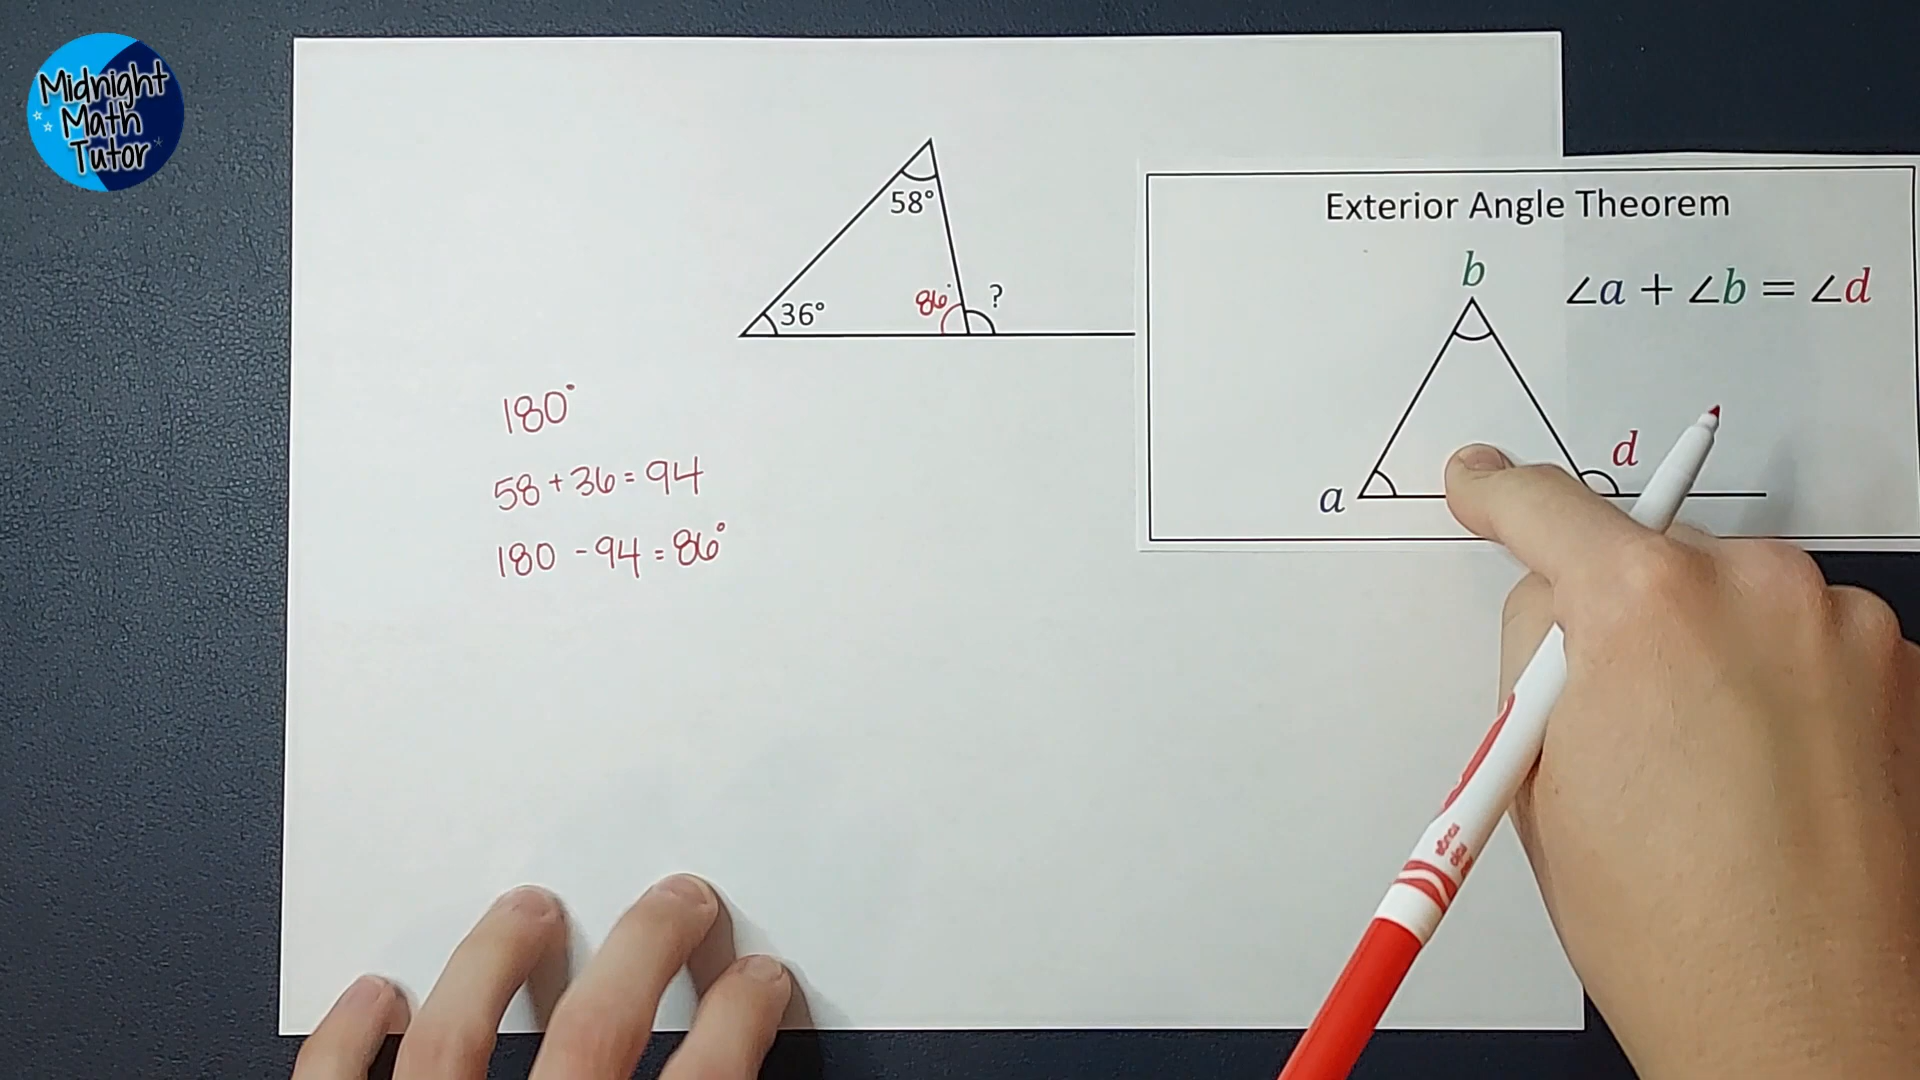 Midnight
Math
Tutor
58°
36°
86°
?
180°
58 + 36 = 94
180 - 94 = 86°
Exterior Angle Theorem
b
∠a + ∠b = ∠d
d
a